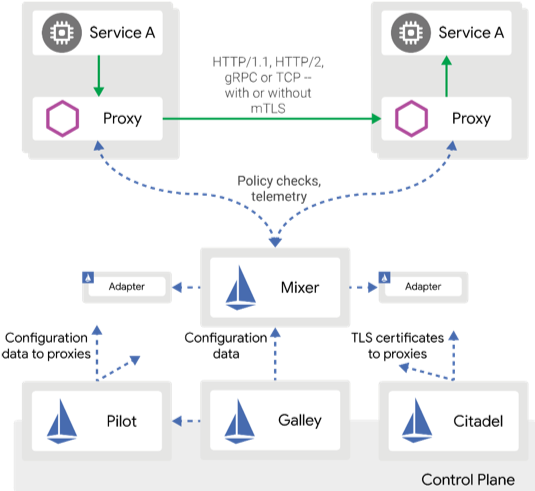 Service A
Service A
HTTP/1.1, HTTP/2,
gRPC or TCP --
with or without
mTLS
Proxy
Proxy
Policy checks,
telemetry
Adapter
Mixer
Adapter
Configuration
data to proxies
Configuration
data
TLS certificates
to proxies
Pilot
Galley
Citadel
Control Plane